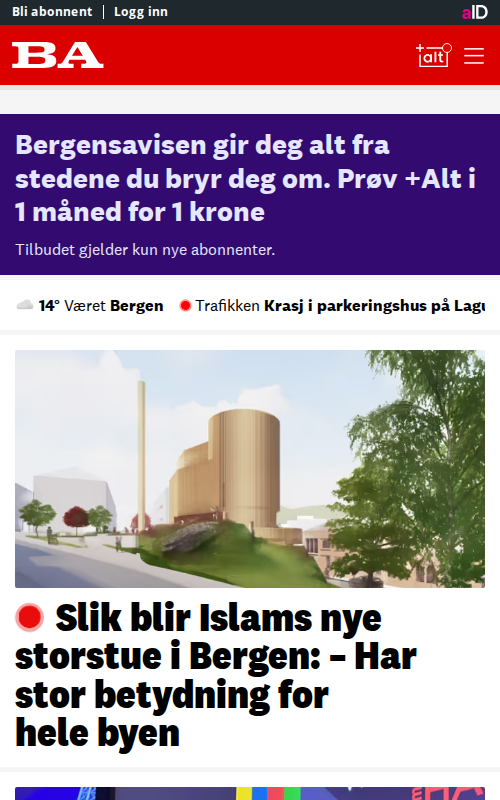 Bli abonnent | Logg inn
aID
BA
+alt
Bergensavisen gir deg alt fra
stedene du bryr deg om. Prøv +Alt i
1 måned for 1 krone
Tilbudet gjelder kun nye abonnenter.
14° Været Bergen Trafikken Krasj i parkeringshus på Lagu
Slik blir Islams nye
storstue i Bergen: – Har
stor betydning for
hele byen